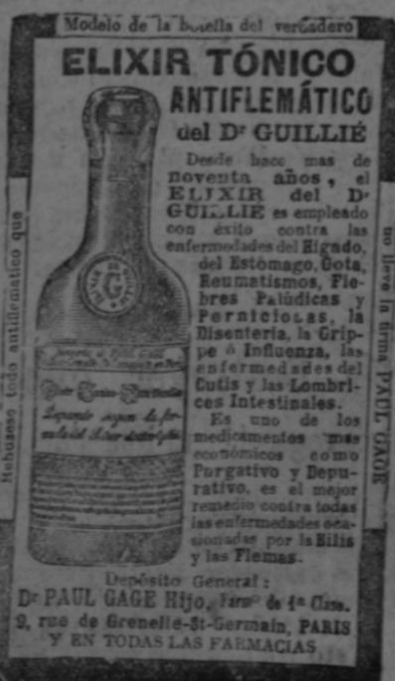 Modelo de la botella del verdadero
ELIXIR TÓNICO
ANTIFLEMÁTICO
del Dr GUILLIÉ
Desde hace mas de
noventa años, el
ELIXIR del Dr
GUILLIÉ es empleado
con éxito contra las
enfermedades del Hígado,
del Estómago, Gota,
Reumatismos, Fie-
bres Palúdicas y
Perniciosas, la
Disenteria, la Grip-
pe ó Influenza, las
enfermedades del
Cutis y las Lombri-
ces Intestinales.
Es uno de los
medicamentos mas
económicos como
Purgativo y Depu-
rativo, es el mejor
remedio contra todas
las enfermedades oca-
sionadas por la Bilis
y las Flemas.
Rehusese todo antiflematico que
no lleve la firma PAUL GAGE
G
Depósito General:
Dr PAUL GAGE Hijo, Farmco de 1a Clase.
9, rue de Grenelle-St-Germain, PARIS
Y EN TODAS LAS FARMACIAS